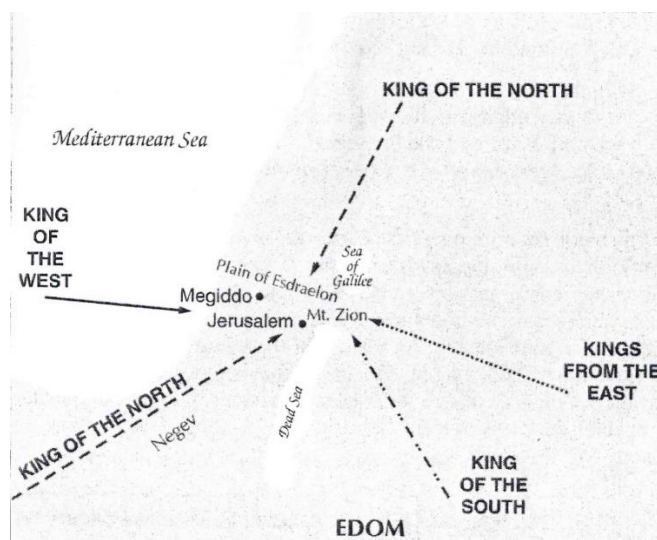 KING OF THE NORTH
Mediterranean Sea
KING
OF
THE
WEST
Sea
of
Galilee
Plain of Esdraelon
Megiddo
Jerusalem
Mt. Zion
KINGS
FROM THE
EAST
KING OF THE NORTH
Negev
Dead Sea
KING
OF THE
SOUTH
EDOM